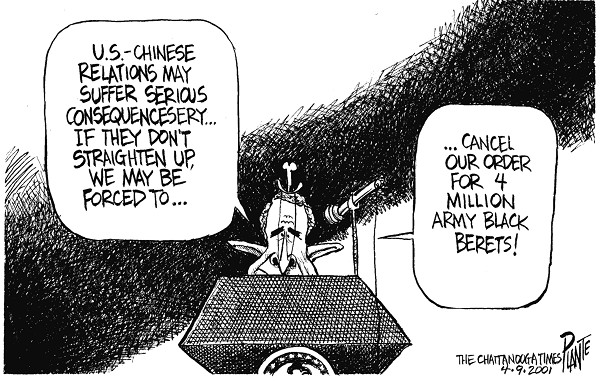 U.S.-CHINESE
RELATIONS MAY
SUFFER SERIOUS
CONSEQUENCESERY...
IF THEY DON'T
STRAIGHTEN UP,
WE MAY BE
FORCED TO...
...CANCEL
OUR ORDER
FOR 4
MILLION
ARMY BLACK
BERETS!
THE CHATTANOOGA TIMES
PLANTE
4.9.2001